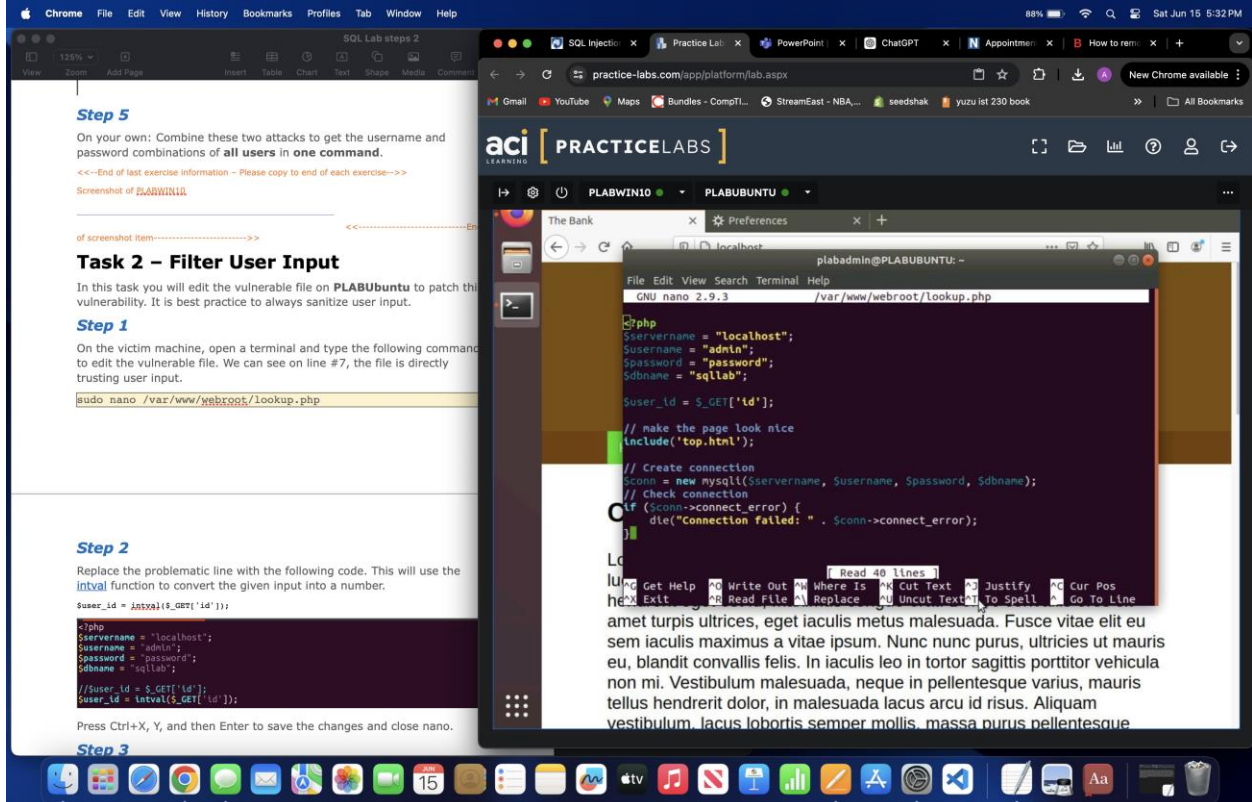 Chrome File Edit View History Bookmarks Profiles Tab Window Help
88% Sat Jun 15 5:32 PM
SQL Lab steps 2
125%
View Zoom Add Page Insert Table Chart Text Shape Media Comment
Step 5
On your own: Combine these two attacks to get the username and
password combinations of all users in one command.
<<--End of last exercise information – Please copy to end of each exercise-->>
Screenshot of PLABWIN10
of screenshot item-------------------------->>
Task 2 – Filter User Input
In this task you will edit the vulnerable file on PLABUbuntu to patch thi
vulnerability. It is best practice to always sanitize user input.
Step 1
On the victim machine, open a terminal and type the following command
to edit the vulnerable file. We can see on line #7, the file is directly
trusting user input.
sudo nano /var/www/webroot/lookup.php
Step 2
Replace the problematic line with the following code. This will use the
intval function to convert the given input into a number.
$user_id = intval($_GET['id']);
<?php
$servername = "localhost";
$username = "admin";
$password = "password";
$dbname = "sqllab";
//$user_id = $_GET['id'];
$user_id = intval($_GET['id']);
Press Ctrl+X, Y, and then Enter to save the changes and close nano.
Step 3
SQL Injection Practice Lab PowerPoint ChatGPT Appointmen How to remo
practice-labs.com/app/platform/lab.aspx
New Chrome available
Gmail YouTube Maps Bundles - CompTI... StreamEast - NBA,... seedshak yuzu ist 230 book » All Bookmarks
aci LEARNING [ PRACTICELABS ]
PLABWIN10 PLABUBUNTU
The Bank Preferences
localhost
plabadmin@PLABUBUNTU: ~
File Edit View Search Terminal Help
GNU nano 2.9.3 /var/www/webroot/lookup.php
<?php
$servername = "localhost";
$username = "admin";
$password = "password";
$dbname = "sqllab";
$user_id = $_GET['id'];
// make the page look nice
include('top.html');
// Create connection
$conn = new mysqli($servername, $username, $password, $dbname);
// Check connection
if ($conn->connect_error) {
die("Connection failed: " . $conn->connect_error);
}
[ Read 40 lines ]
^G Get Help ^O Write Out ^W Where Is ^K Cut Text ^J Justify ^C Cur Pos
^X Exit ^R Read File ^\ Replace ^U Uncut Text ^T To Spell ^_ Go To Line
amet turpis ultrices, eget iaculis metus malesuada. Fusce vitae elit eu
sem iaculis maximus a vitae ipsum. Nunc nunc purus, ultricies ut mauris
eu, blandit convallis felis. In iaculis leo in tortor sagittis porttitor vehicula
non mi. Vestibulum malesuada, neque in pellentesque varius, mauris
tellus hendrerit dolor, in malesuada lacus arcu id risus. Aliquam
vestibulum, lacus lobortis semper mollis, massa purus pellentesque
JUN
15
tv
Aa